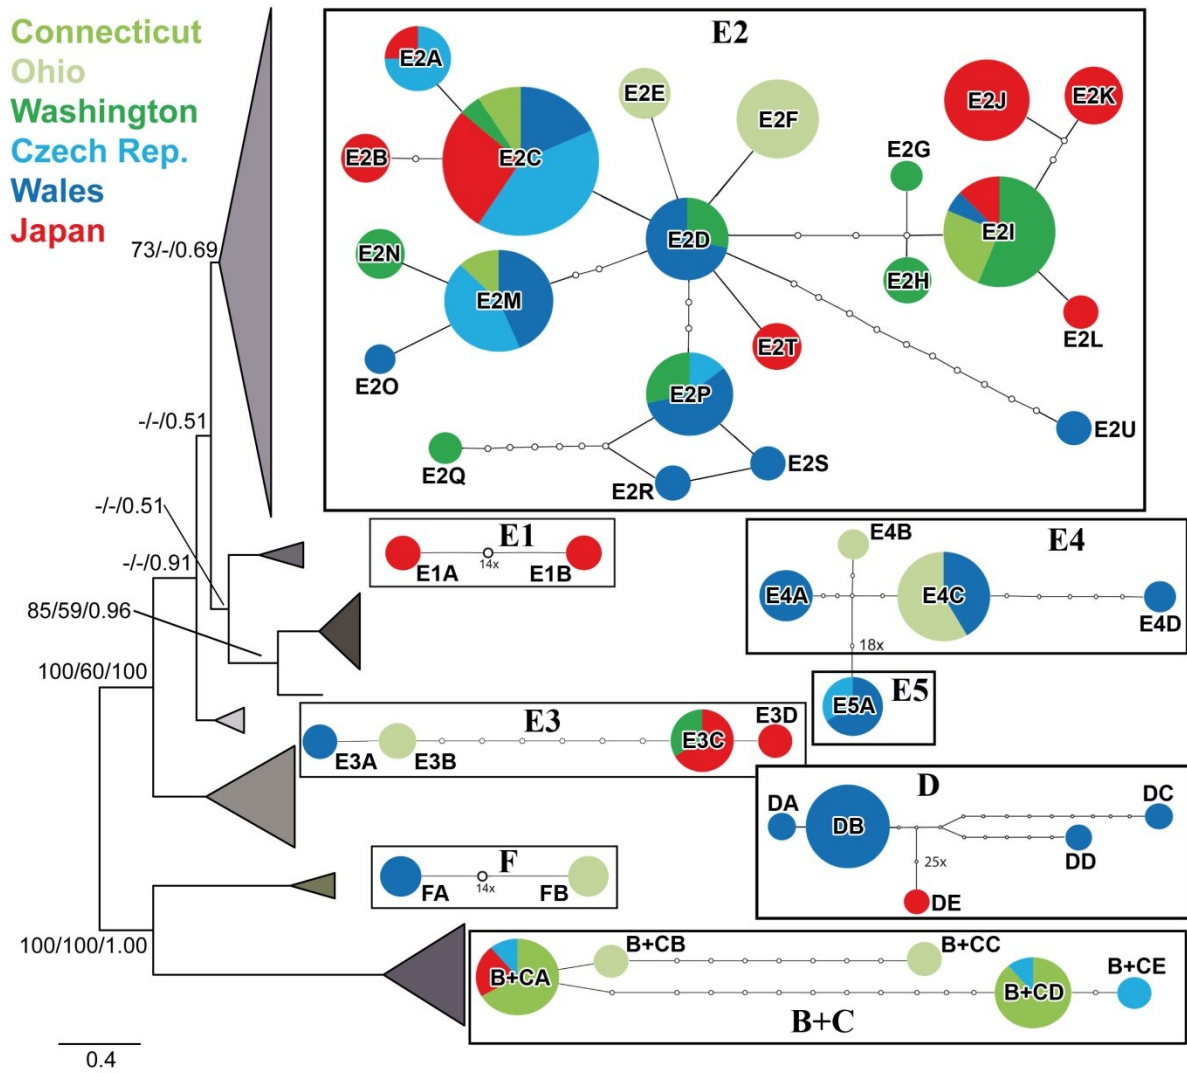 Connecticut
Ohio
Washington
Czech Rep.
Wales
Japan
E2
E2A
E2B
E2C
E2E
E2F
E2J
E2K
E2G
E2I
E2D
E2H
E2N
E2M
E2L
E2T
E2O
E2P
E2U
E2Q
E2R
E2S
73/-/0.69
-/-/0.51
-/-/0.51
-/-/0.91
85/59/0.96
100/60/100
100/100/1.00
E1
E1A
14x
E1B
E4
E4B
E4A
E4C
E4D
18x
E5
E5A
E3
E3A
E3B
E3C
E3D
D
DA
DB
DC
DD
25x
DE
F
FA
14x
FB
B+CA
B+CB
B+CC
B+CD
B+CE
B+C
0.4